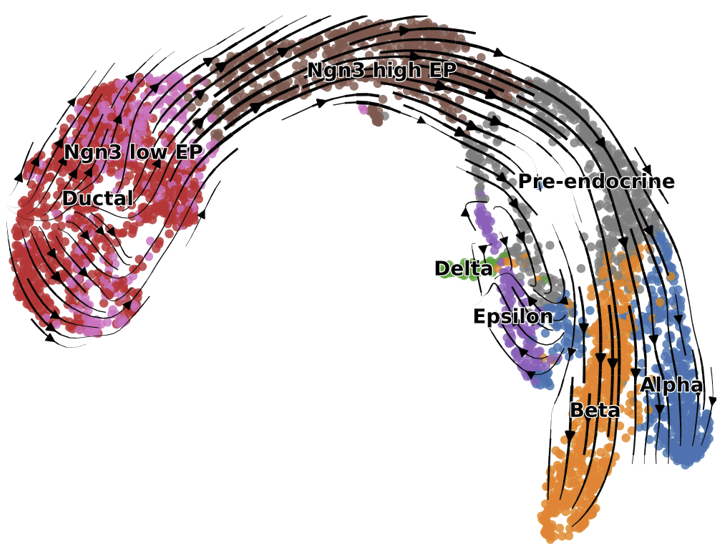 Ngn3 high EP
Ngn3 low EP
Pre-endocrine
Ductal
Delta
Epsilon
Alpha
Beta